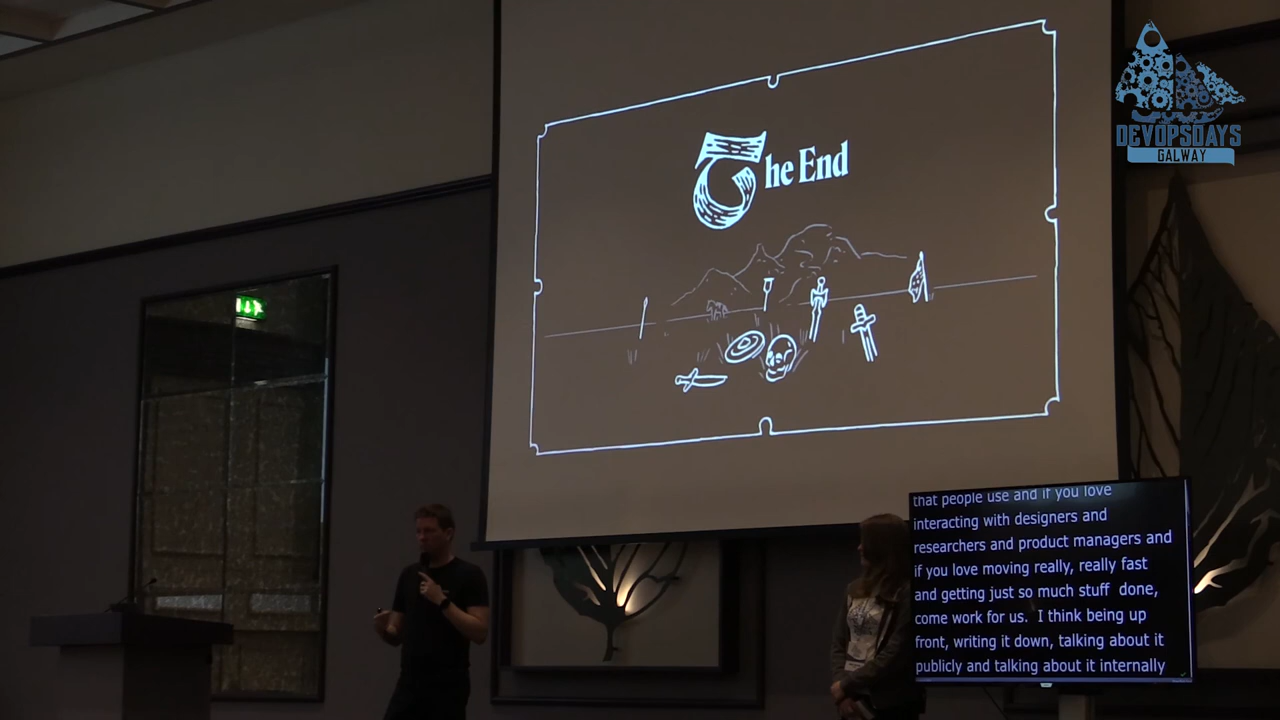 The End
DEVOPSDAYS
GALWAY
that people use and if you love
interacting with designers and
researchers and product managers and
if you love moving really, really fast
and getting just so much stuff  done,
come work for us.  I think being up
front, writing it down, talking about it
publicly and talking about it internally